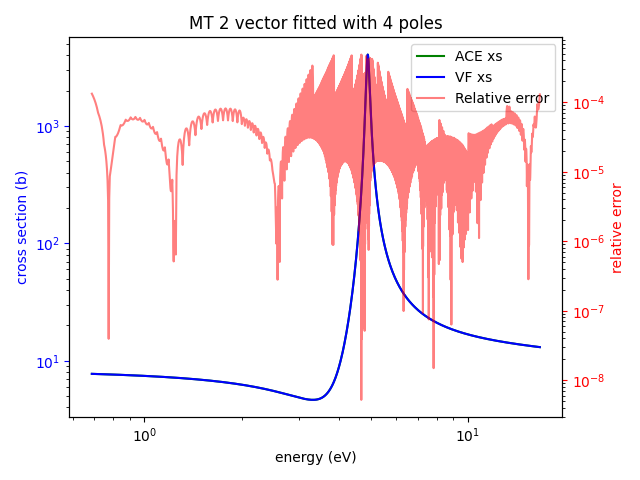 MT 2 vector fitted with 4 poles
ACE xs
VF xs
Relative error
cross section (b)
10³
10²
10¹
10⁻⁴
10⁻⁵
10⁻⁶
10⁻⁷
10⁻⁸
relative error
10⁰
10¹
energy (eV)